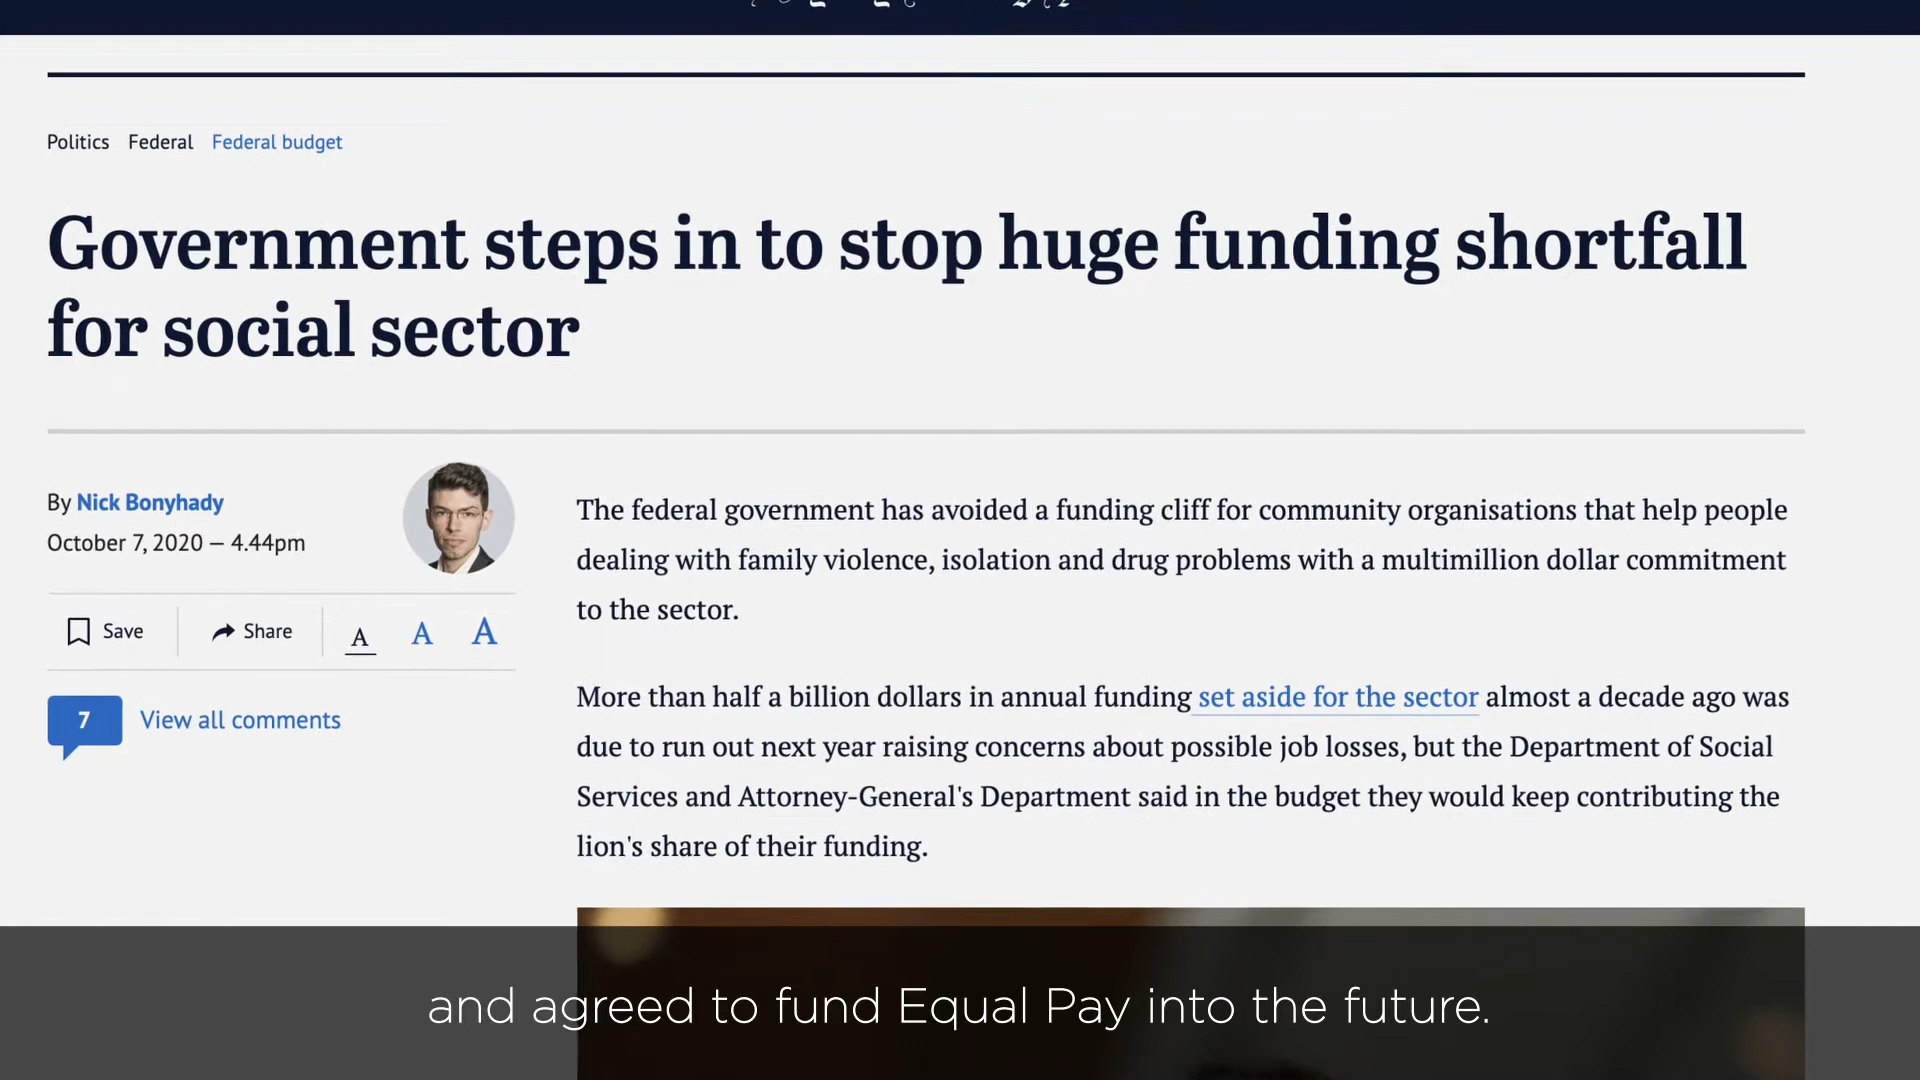 Politics Federal Federal budget
Government steps in to stop huge funding shortfall
for social sector
By Nick Bonyhady
October 7, 2020 — 4.44pm
Save Share A A A
7 View all comments
The federal government has avoided a funding cliff for community organisations that help people
dealing with family violence, isolation and drug problems with a multimillion dollar commitment
to the sector.
More than half a billion dollars in annual funding set aside for the sector almost a decade ago was
due to run out next year raising concerns about possible job losses, but the Department of Social
Services and Attorney-General's Department said in the budget they would keep contributing the
lion's share of their funding.
and agreed to fund Equal Pay into the future.